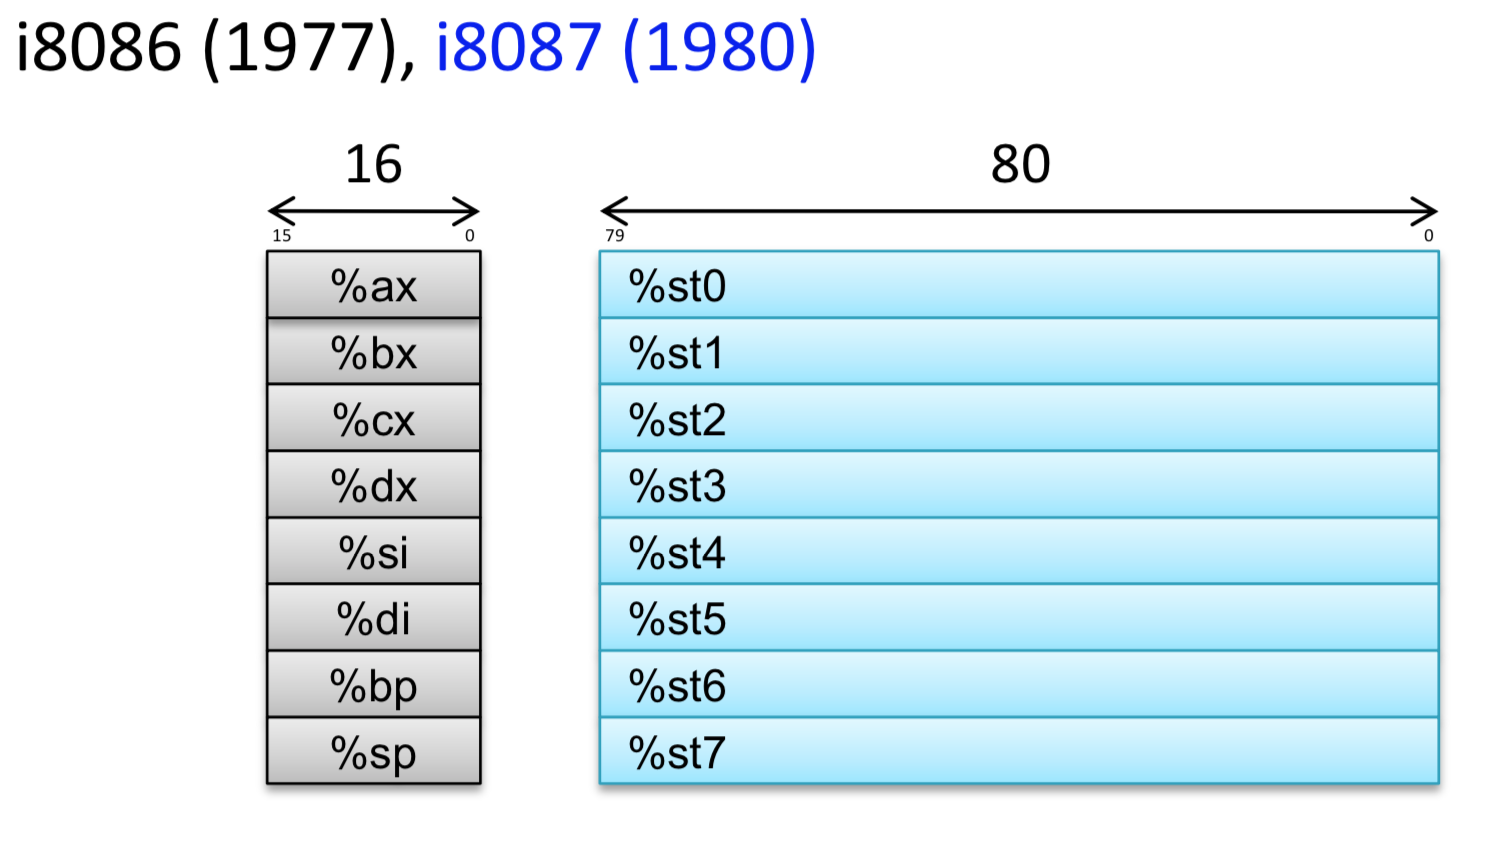 i8086 (1977), i8087 (1980)
16 80
15 0 79 0
%ax %st0
%bx %st1
%cx %st2
%dx %st3
%si %st4
%di %st5
%bp %st6
%sp %st7